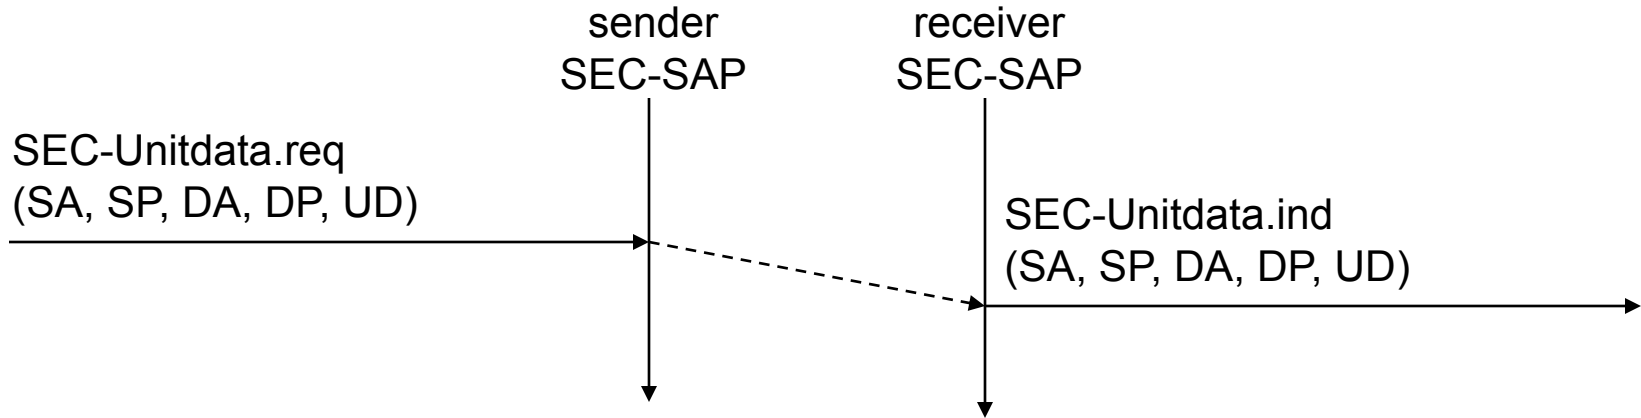 sender
SEC-SAP
receiver
SEC-SAP
SEC-Unitdata.req
(SA, SP, DA, DP, UD)
SEC-Unitdata.ind
(SA, SP, DA, DP, UD)